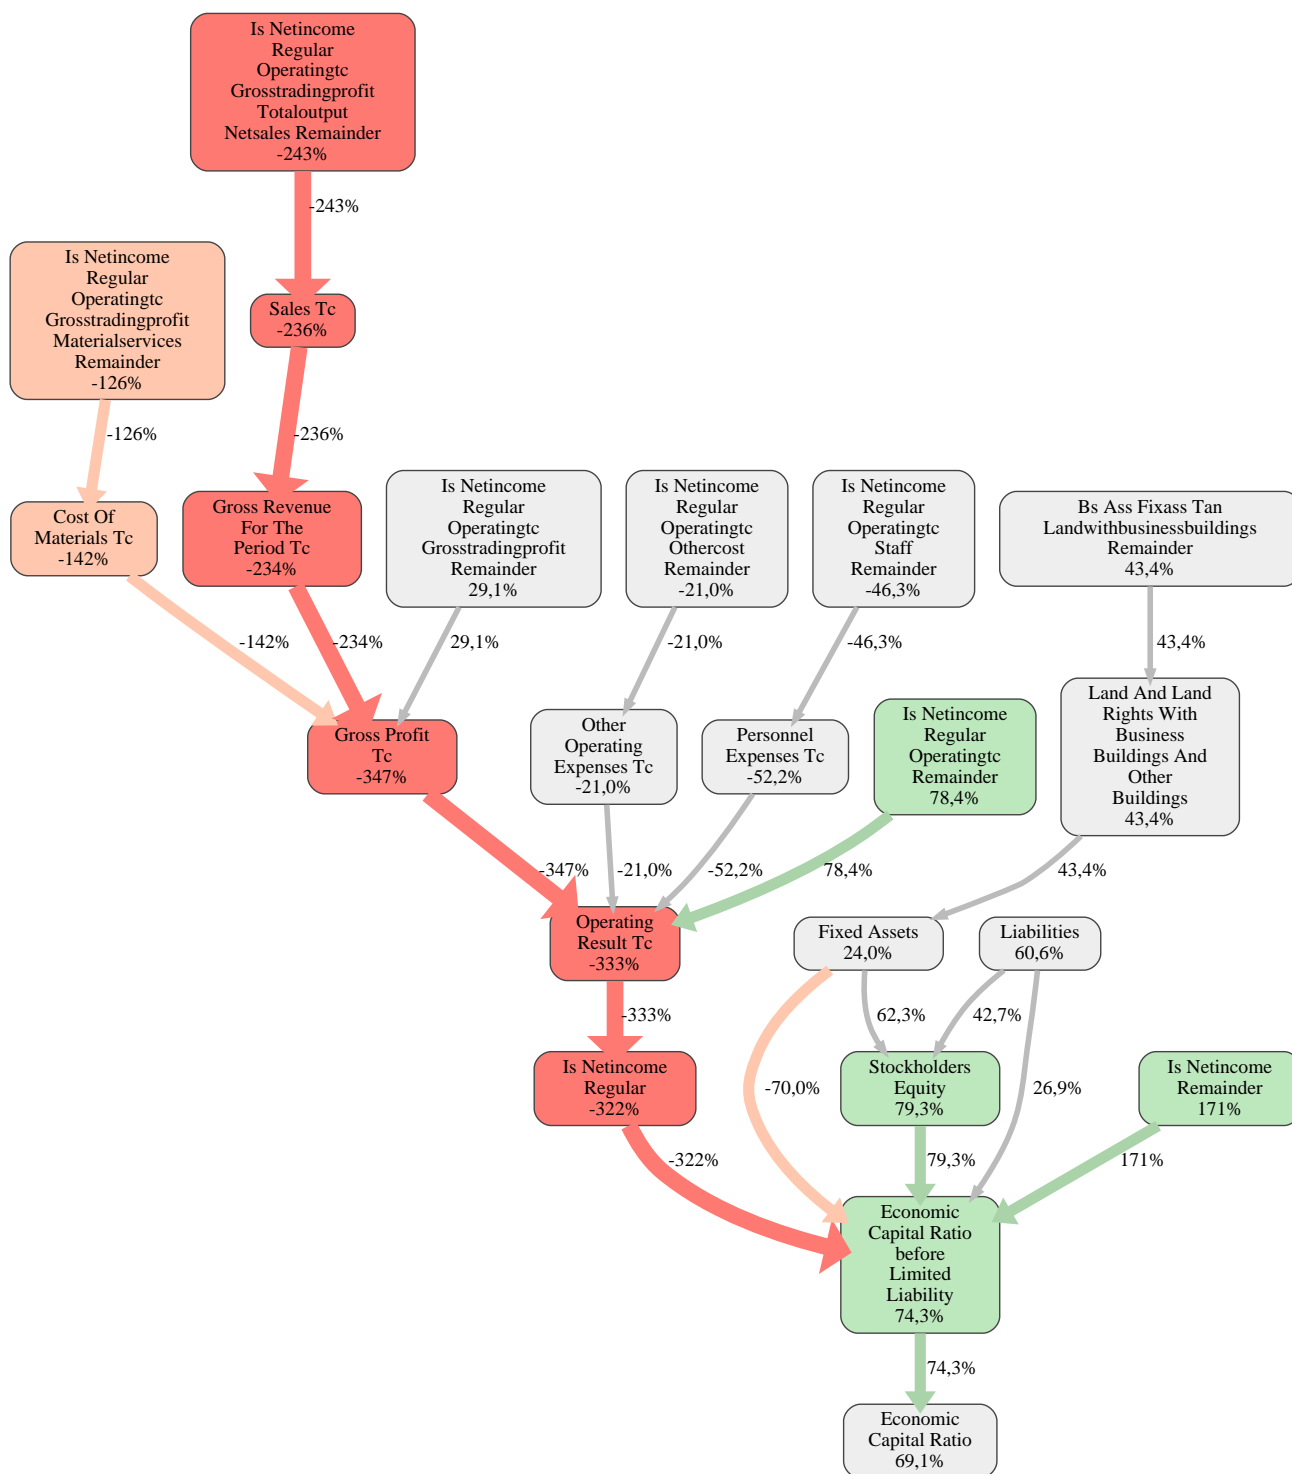 Is Netincome
Regular
Operatingtc
Grosstradingprofit
Totaloutput
Netsales Remainder
-243%
-243%
Is Netincome
Regular
Operatingtc
Grosstradingprofit
Materialservices
Remainder
-126%
Sales Tc
-236%
-126%
-236%
Cost Of
Materials Tc
-142%
Gross Revenue
For The
Period Tc
-234%
Is Netincome
Regular
Operatingtc
Grosstradingprofit
Remainder
29,1%
Is Netincome
Regular
Operatingtc
Othercost
Remainder
-21,0%
Is Netincome
Regular
Operatingtc
Staff
Remainder
-46,3%
Bs Ass Fixass Tan
Landwithbusinessbuildings
Remainder
43,4%
-142%
-234%
29,1%
-21,0%
-46,3%
43,4%
Gross Profit
Tc
-347%
Other
Operating
Expenses Tc
-21,0%
Personnel
Expenses Tc
-52,2%
Is Netincome
Regular
Operatingtc
Remainder
78,4%
Land And Land
Rights With
Business
Buildings And
Other
Buildings
43,4%
-347%
-21,0%
-52,2%
78,4%
43,4%
Operating
Result Tc
-333%
Fixed Assets
24,0%
Liabilities
60,6%
-333%
62,3%
42,7%
Is Netincome
Regular
-322%
-70,0%
Stockholders
Equity
79,3%
26,9%
Is Netincome
Remainder
171%
-322%
79,3%
171%
Economic
Capital Ratio
before
Limited
Liability
74,3%
74,3%
Economic
Capital Ratio
69,1%